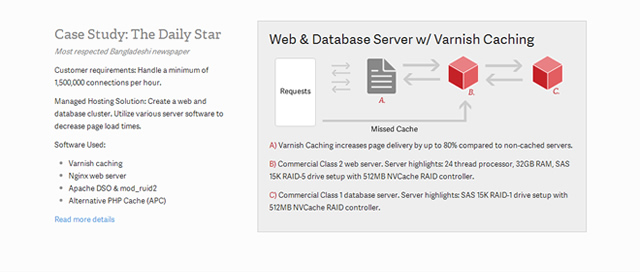 Case Study: The Daily Star
Most respected Bangladeshi newspaper
Customer requirements: Handle a minimum of
1,500,000 connections per hour.
Managed Hosting Solution: Create a web and
database cluster. Utilize various server software to
decrease page load times.
Software Used:
Varnish caching
Nginx web server
Apache DSO & mod_ruid2
Alternative PHP Cache (APC)
Read more details
Web & Database Server w/ Varnish Caching
Requests
A.
B.
C.
Missed Cache
A) Varnish Caching increases page delivery by up to 80% compared to non-cached servers.
B) Commercial Class 2 web server. Server highlights: 24 thread processor, 32GB RAM, SAS
15K RAID-5 drive setup with 512MB NVCache RAID controller.
C) Commercial Class 1 database server. Server highlights: SAS 15K RAID-1 drive setup with
512MB NVCache RAID controller.